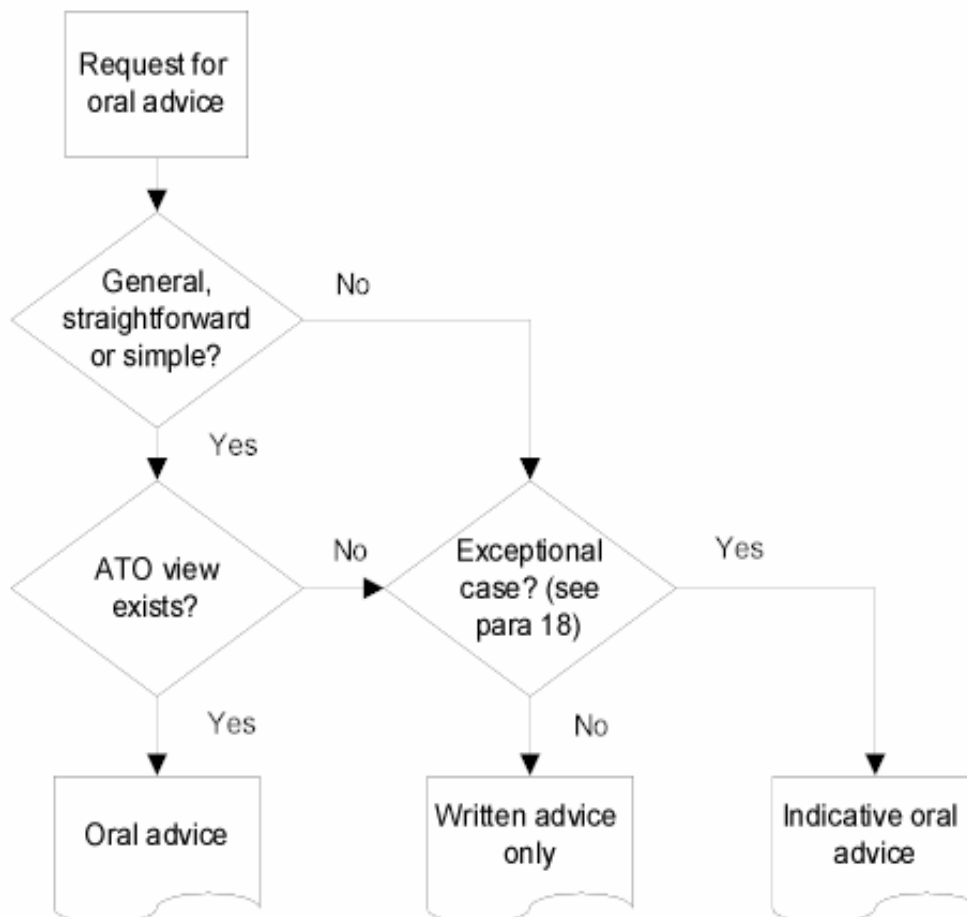 Request for
oral advice
General,
straightforward
or simple?
No
Yes
ATO view
exists?
No
Exceptional
case? (see
para 18)
Yes
Yes
No
Oral advice
Written advice
only
Indicative oral
advice